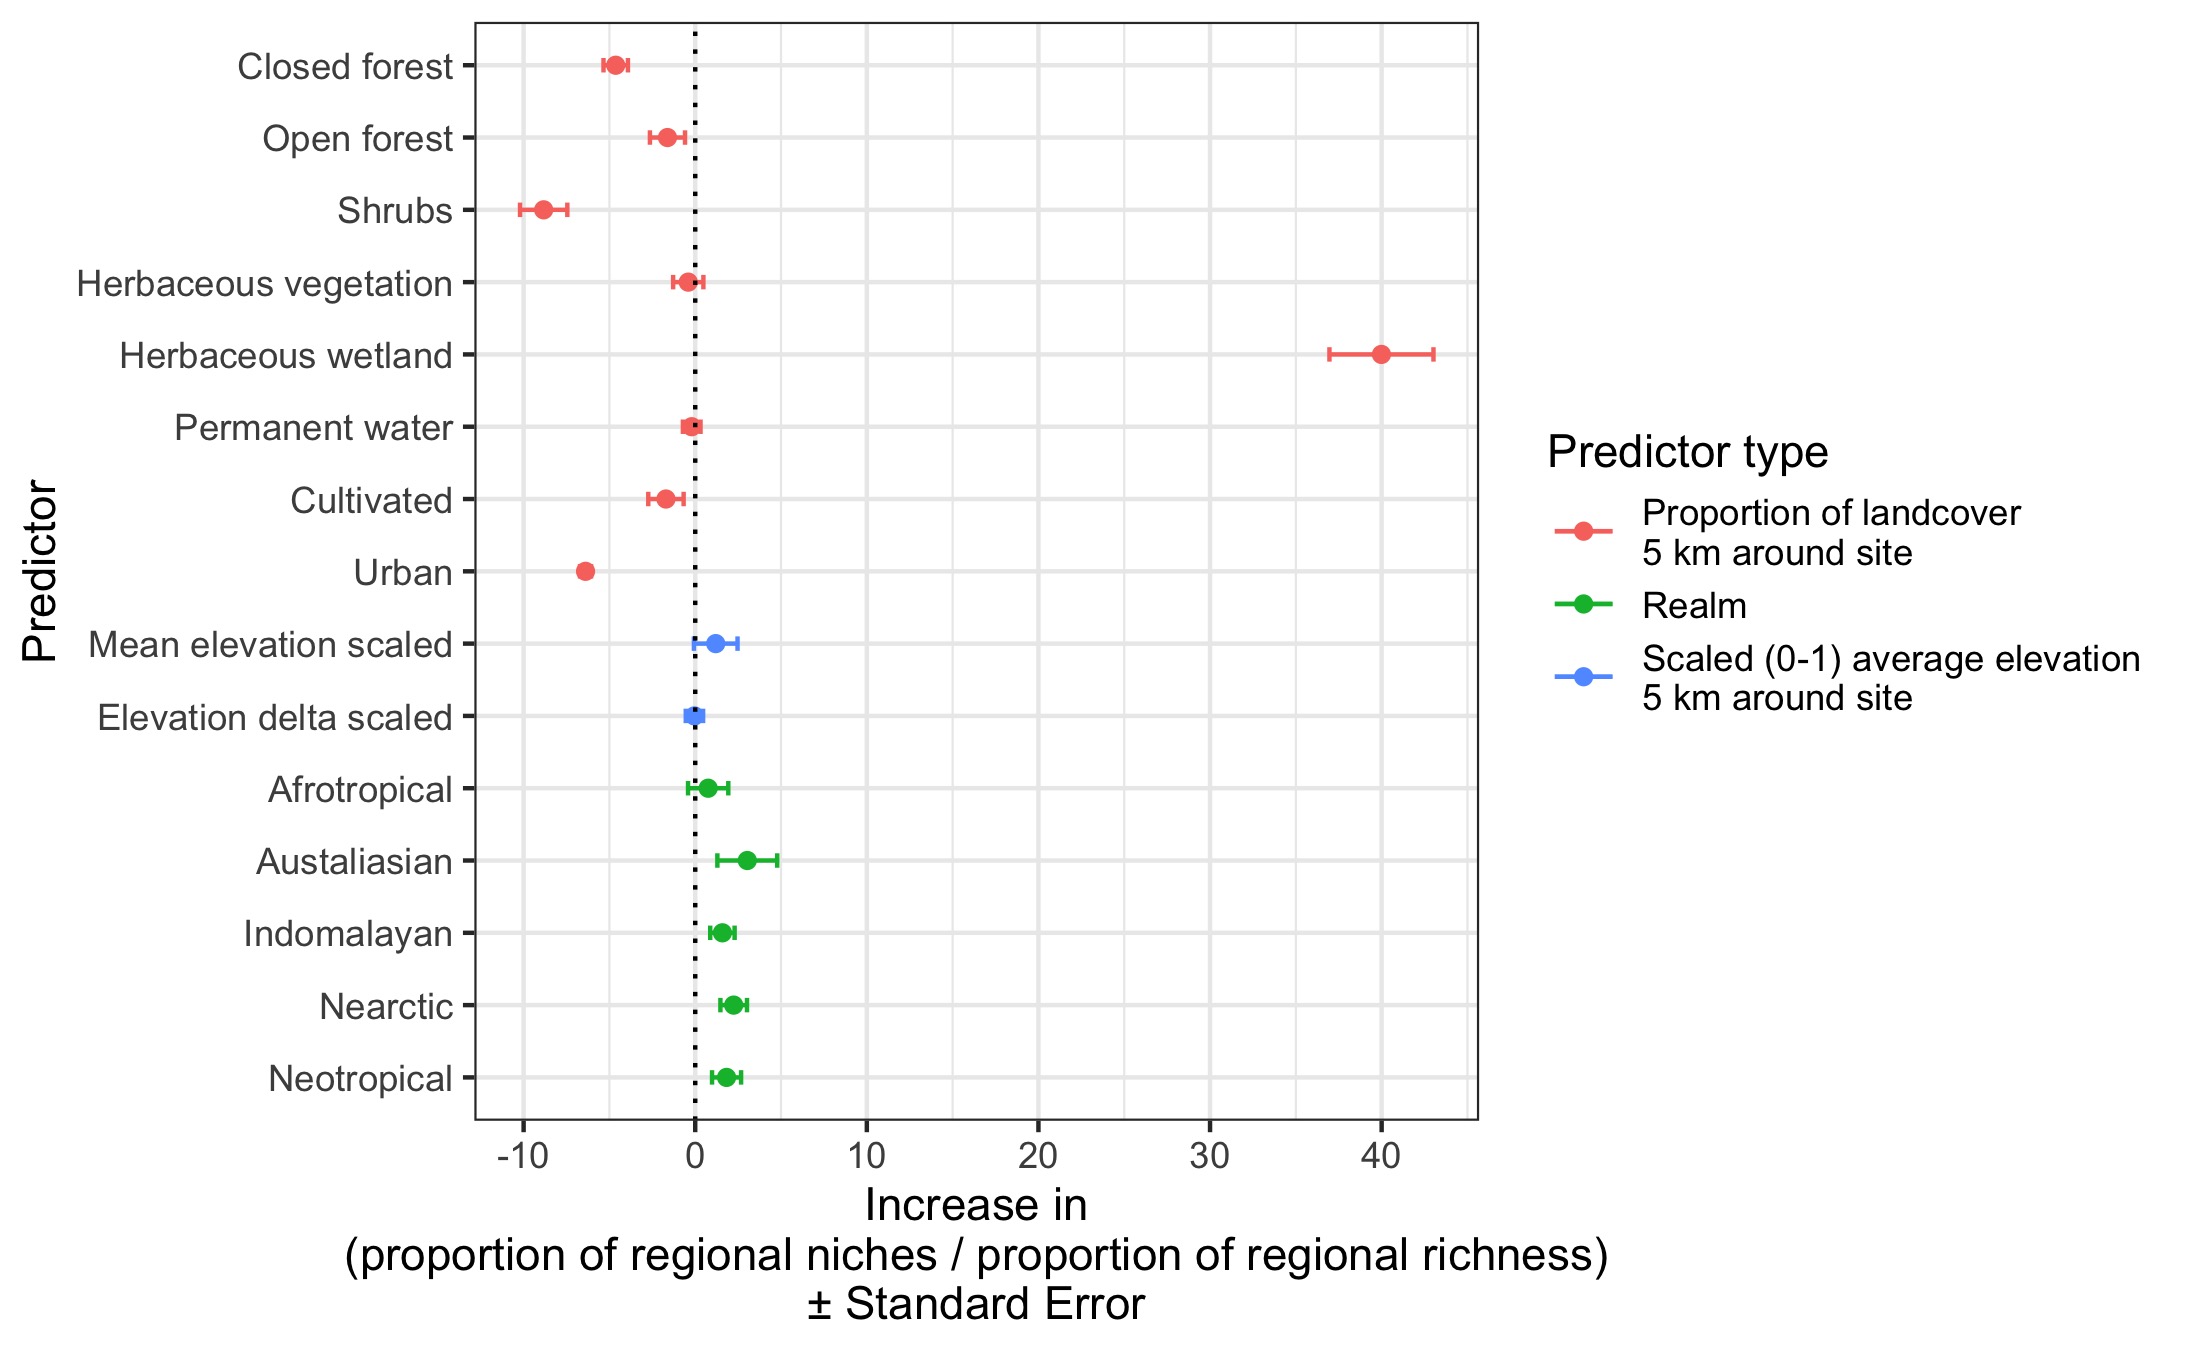 Closed forest
Open forest
Shrubs
Herbaceous vegetation
Herbaceous wetland
Permanent water
Cultivated
Urban
Mean elevation scaled
Elevation delta scaled
Afrotropical
Austaliasian
Indomalayan
Nearctic
Neotropical
Predictor
-10 0 10 20 30 40
Increase in
(proportion of regional niches / proportion of regional richness)
± Standard Error
Predictor type
Proportion of landcover
5 km around site
Realm
Scaled (0-1) average elevation
5 km around site